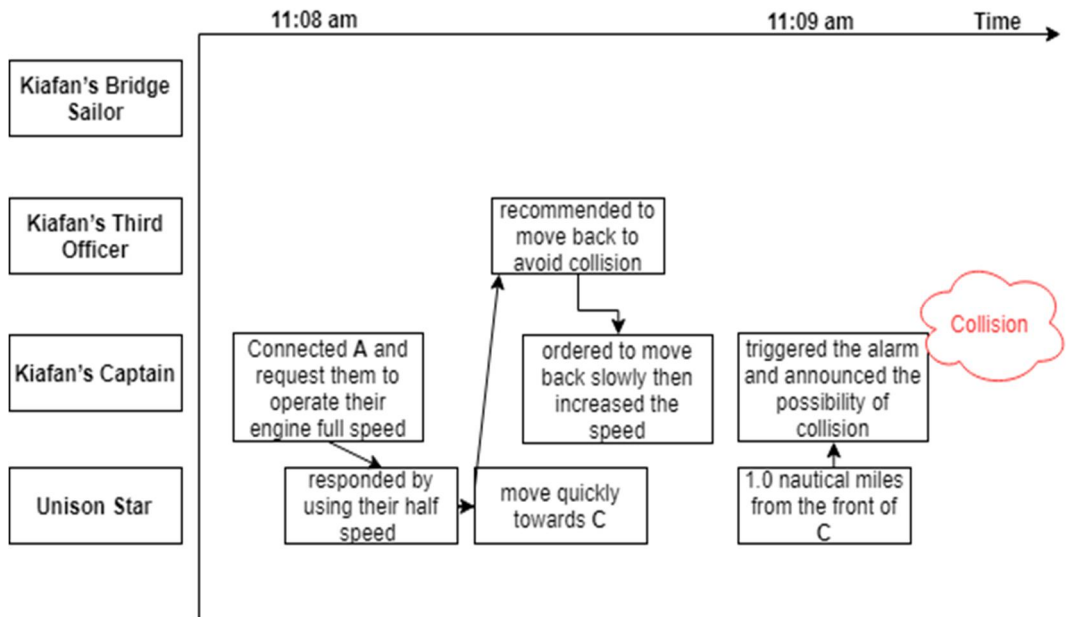 11:08 am
11:09 am
Time
Kiafan's Bridge
Sailor
Kiafan's Third
Officer
recommended to
move back to
avoid collision
Kiafan's Captain
Connected A and
request them to
operate their
engine full speed
ordered to move
back slowly then
increased the
speed
triggered the alarm
and announced the
possibility of
collision
Collision
Unison Star
responded by
using their half
speed
move quickly
towards C
1.0 nautical miles
from the front of
C